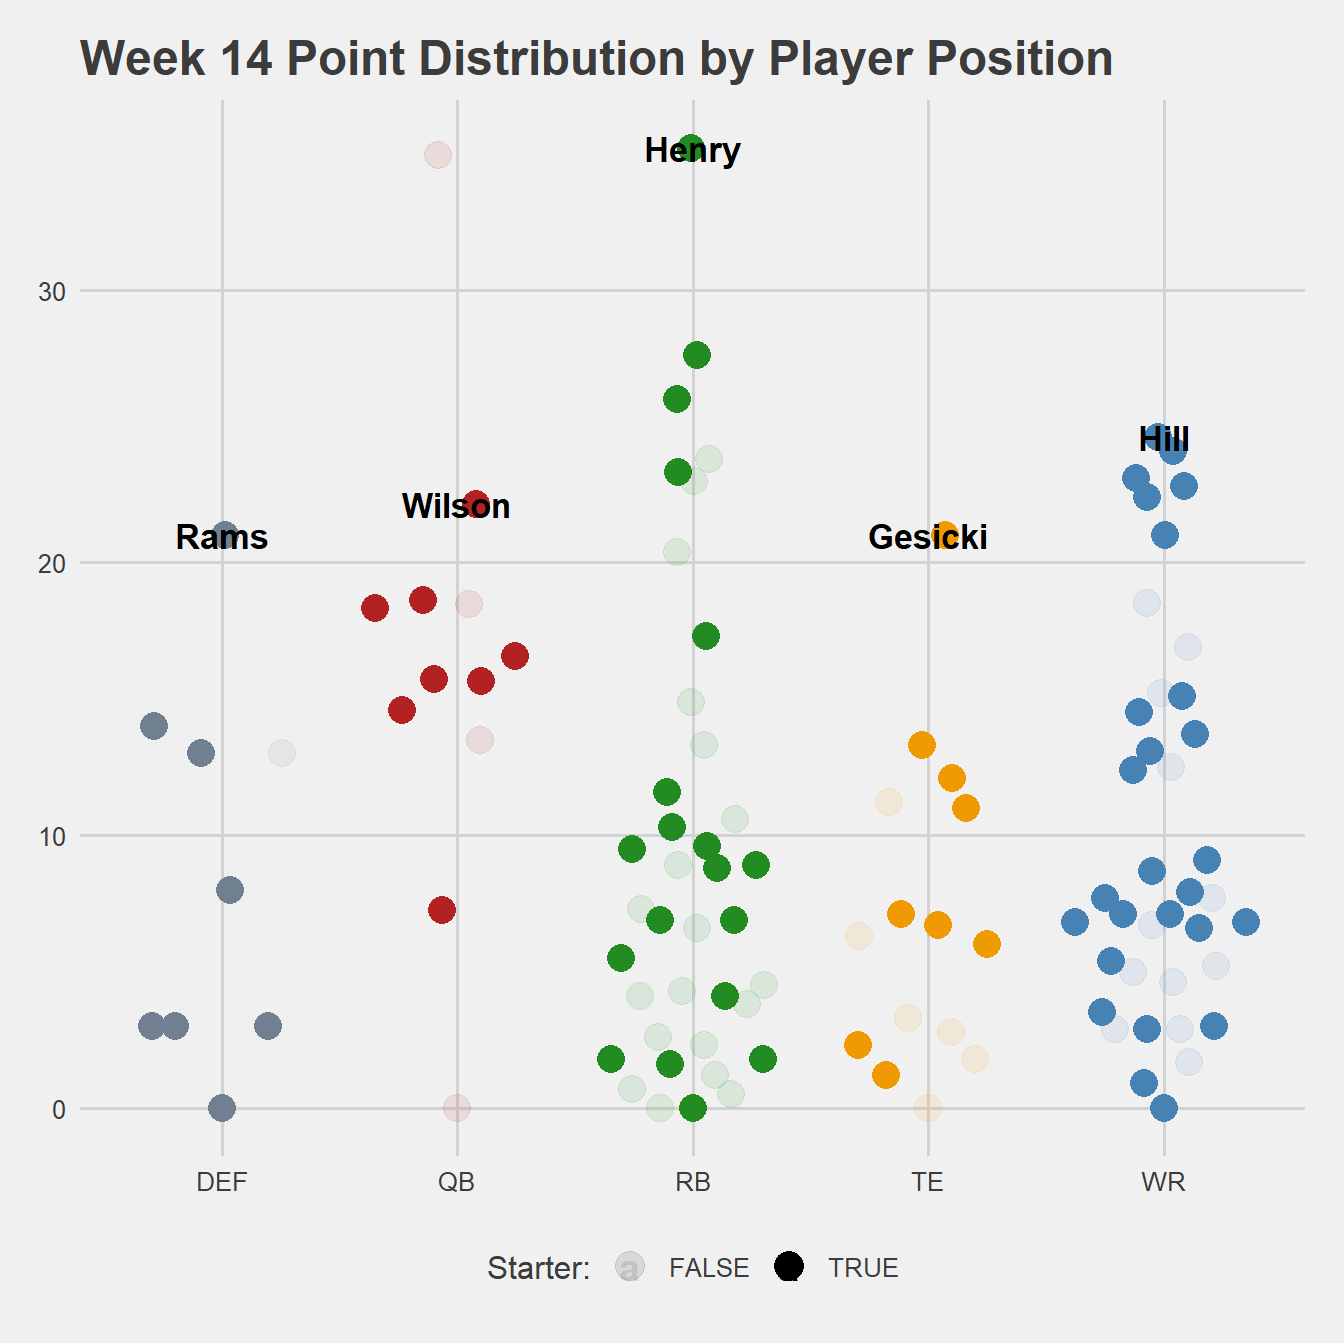 Week 14 Point Distribution by Player Position
Henry
30
Hill
Wilson
Rams
Gesicki
20
10
0
DEF QB RB TE WR
Starter: a FALSE TRUE